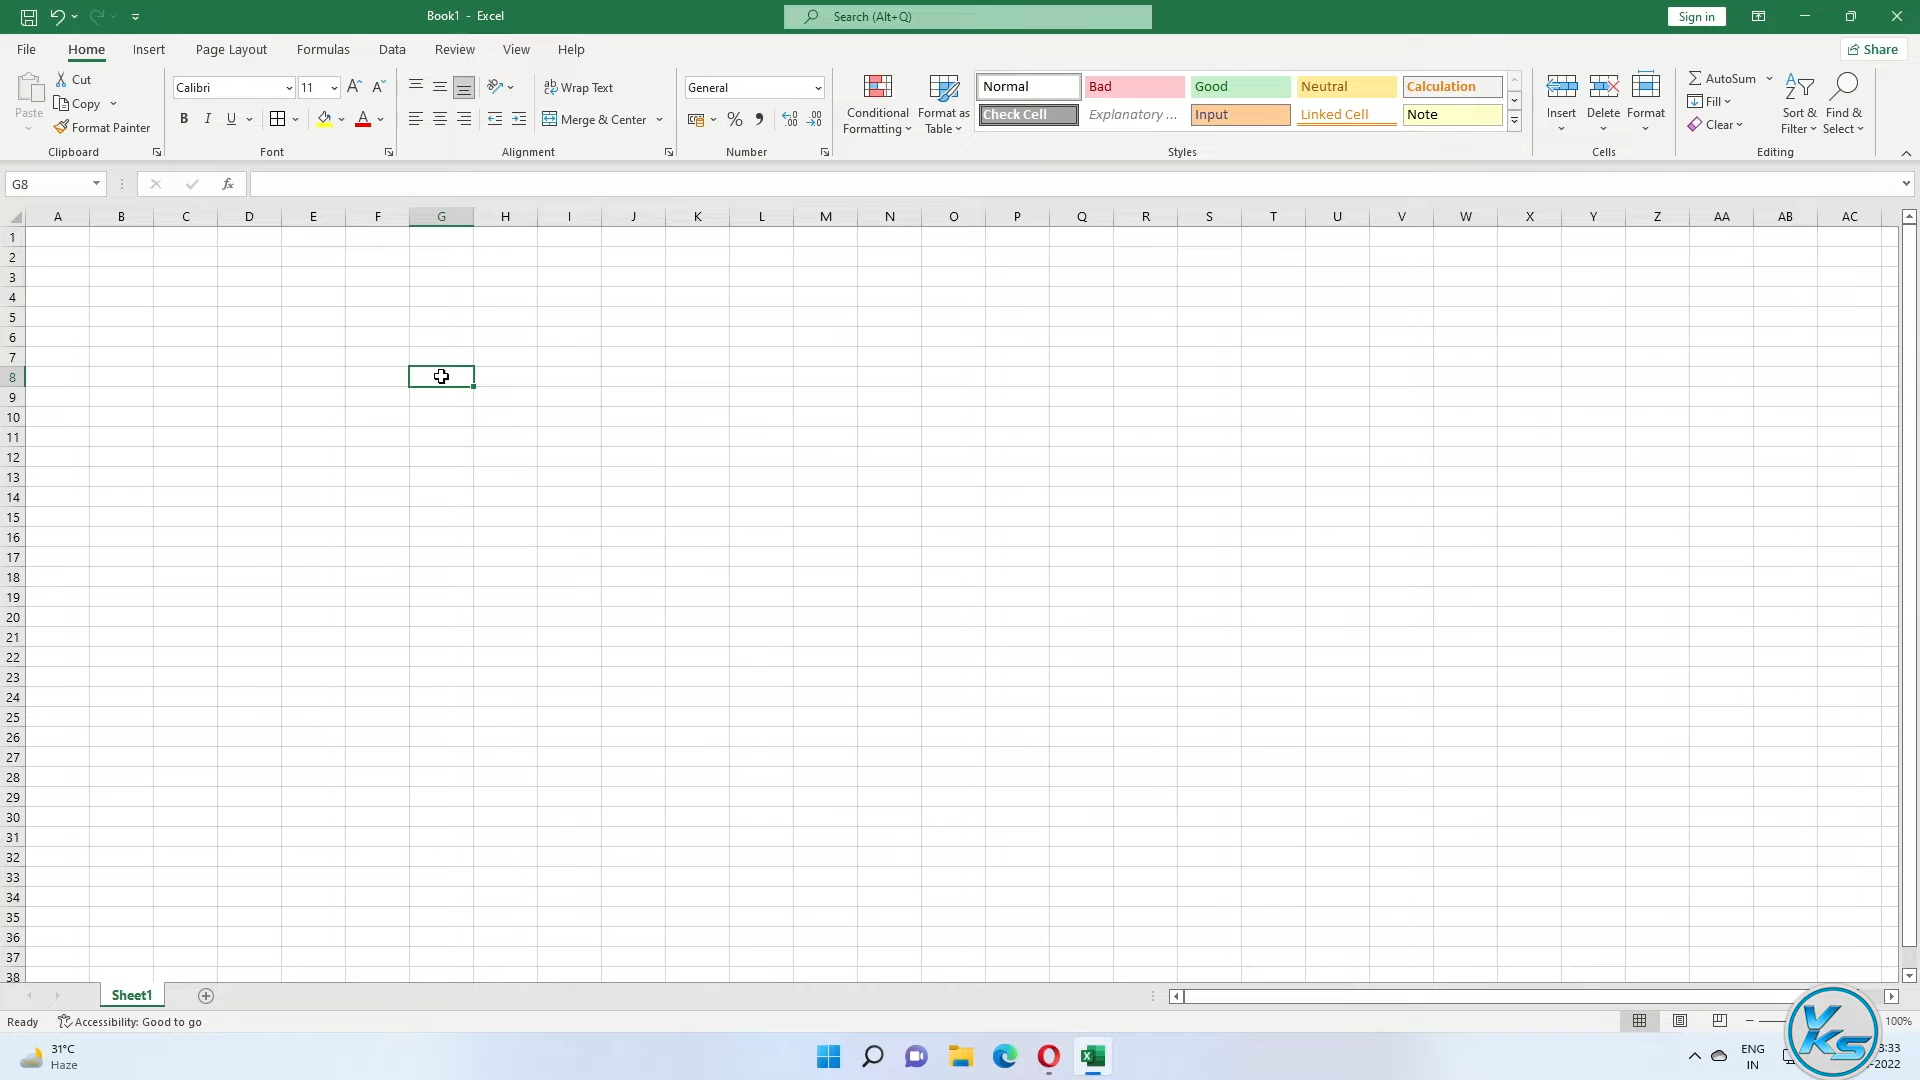 Book1 - Excel
Search (Alt+Q)
Sign in
File Home Insert Page Layout Formulas Data Review View Help
Share
Paste
Cut
Copy
Format Painter
Clipboard
Calibri 11
B I U
Font
Wrap Text
Merge & Center
Alignment
General
Number
Conditional Formatting
Format as Table
Normal Bad Good Neutral Calculation
Check Cell Explanatory ... Input Linked Cell Note
Styles
Insert Delete Format
Cells
AutoSum
Fill
Clear
Sort & Filter
Find & Select
Editing
G8
fx
A B C D E F G H I J K L M N O P Q R S T U V W X Y Z AA AB AC
1
2
3
4
5
6
7
8
9
10
11
12
13
14
15
16
17
18
19
20
21
22
23
24
25
26
27
28
29
30
31
32
33
34
35
36
37
38
Sheet1
Ready Accessibility: Good to go
100%
31°C
Haze
ENG
IN
3:33
-2022
YKS